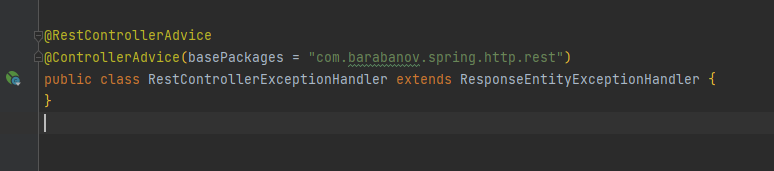 @RestControllerAdvice
@ControllerAdvice(basePackages = "com.barabanov.spring.http.rest")
public class RestControllerExceptionHandler extends ResponseEntityExceptionHandler {
}